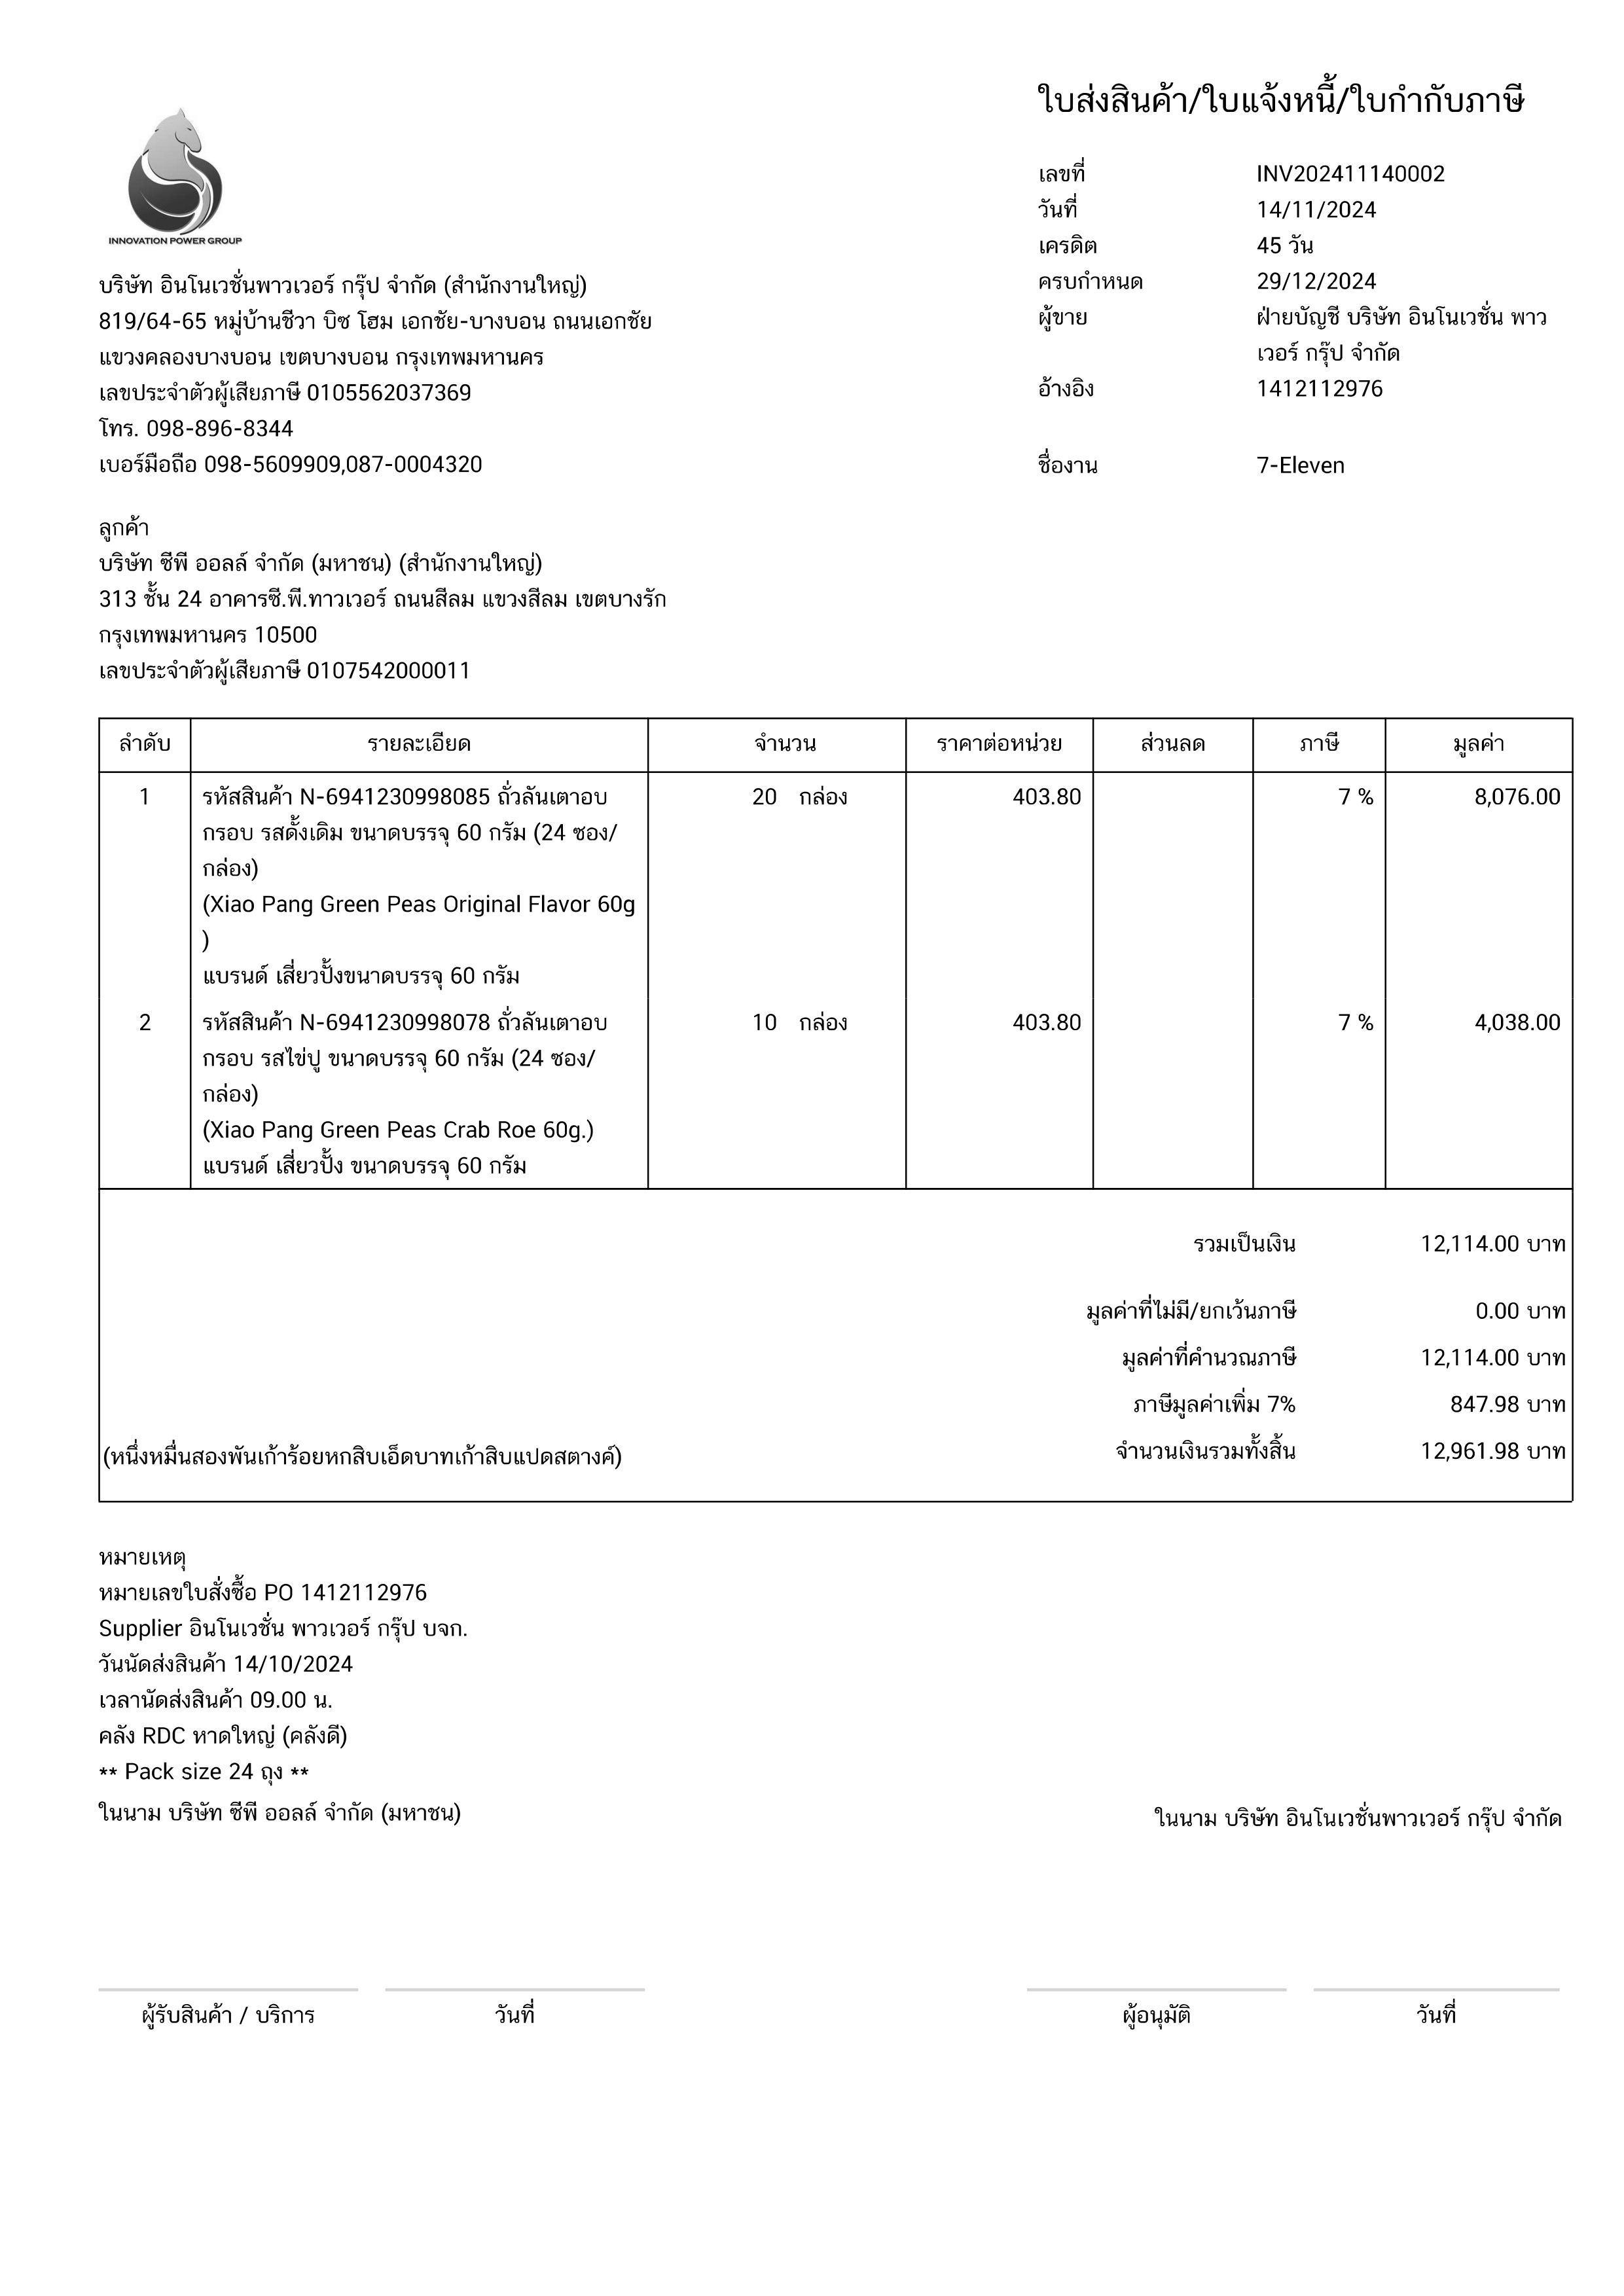 ใบส่งสินค้า/ใบแจ้งหนี้/ใบกำกับภาษี
INNOVATION POWER GROUP
เลขที่ INV202411140002
วันที่ 14/11/2024
เครดิต 45 วัน
ครบกำหนด 29/12/2024
ผู้ขาย ฝ่ายบัญชี บริษัท อินโนเวชั่น พาว
เวอร์ กรุ๊ป จำกัด
อ้างอิง 1412112976
ชื่องาน 7-Eleven
บริษัท อินโนเวชั่นพาวเวอร์ กรุ๊ป จำกัด (สำนักงานใหญ่)
819/64-65 หมู่บ้านชีวา บิซ โฮม เอกชัย-บางบอน ถนนเอกชัย
แขวงคลองบางบอน เขตบางบอน กรุงเทพมหานคร
เลขประจำตัวผู้เสียภาษี 0105562037369
โทร. 098-896-8344
เบอร์มือถือ 098-5609909,087-0004320
ลูกค้า
บริษัท ซีพี ออลล์ จำกัด (มหาชน) (สำนักงานใหญ่)
313 ชั้น 24 อาคารซี.พี.ทาวเวอร์ ถนนสีลม แขวงสีลม เขตบางรัก
กรุงเทพมหานคร 10500
เลขประจำตัวผู้เสียภาษี 0107542000011
ลำดับ รายละเอียด จำนวน ราคาต่อหน่วย ส่วนลด ภาษี มูลค่า
1 รหัสสินค้า N-6941230998085 ถั่วลันเตาอบ 20 กล่อง 403.80 7 % 8,076.00
กรอบ รสดั้งเดิม ขนาดบรรจุ 60 กรัม (24 ซอง/
กล่อง)
(Xiao Pang Green Peas Original Flavor 60g
)
แบรนด์ เสี่ยวปั้งขนาดบรรจุ 60 กรัม
2 รหัสสินค้า N-6941230998078 ถั่วลันเตาอบ 10 กล่อง 403.80 7 % 4,038.00
กรอบ รสไข่ปู ขนาดบรรจุ 60 กรัม (24 ซอง/
กล่อง)
(Xiao Pang Green Peas Crab Roe 60g.)
แบรนด์ เสี่ยวปั้ง ขนาดบรรจุ 60 กรัม
รวมเป็นเงิน 12,114.00 บาท
มูลค่าที่ไม่มี/ยกเว้นภาษี 0.00 บาท
มูลค่าที่คำนวณภาษี 12,114.00 บาท
ภาษีมูลค่าเพิ่ม 7% 847.98 บาท
(หนึ่งหมื่นสองพันเก้าร้อยหกสิบเอ็ดบาทเก้าสิบแปดสตางค์) จำนวนเงินรวมทั้งสิ้น 12,961.98 บาท
หมายเหตุ
หมายเลขใบสั่งซื้อ PO 1412112976
Supplier อินโนเวชั่น พาวเวอร์ กรุ๊ป บจก.
วันนัดส่งสินค้า 14/10/2024
เวลานัดส่งสินค้า 09.00 น.
คลัง RDC หาดใหญ่ (คลังดี)
** Pack size 24 ถุง **
ในนาม บริษัท ซีพี ออลล์ จำกัด (มหาชน) ในนาม บริษัท อินโนเวชั่นพาวเวอร์ กรุ๊ป จำกัด
ผู้รับสินค้า / บริการ วันที่ ผู้อนุมัติ วันที่